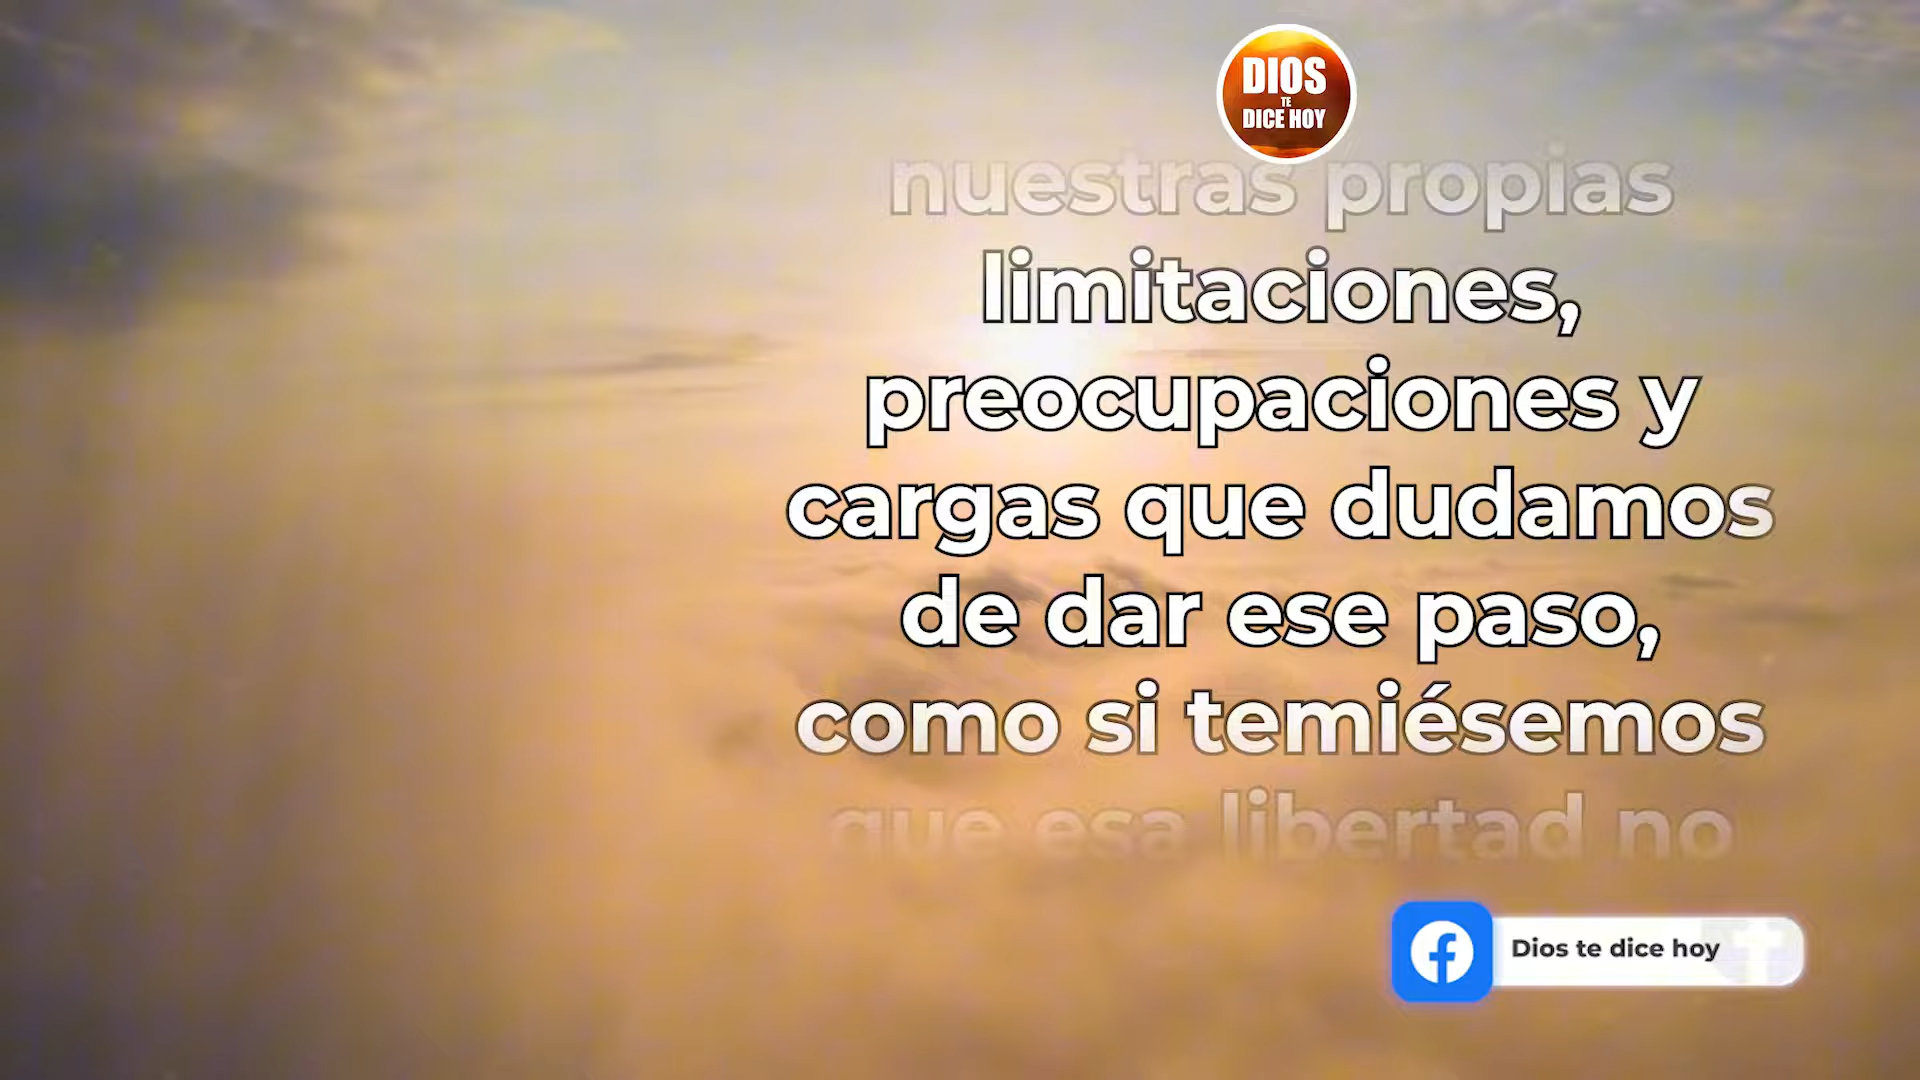 DIOS
TE
DICE HOY
nuestras propias
limitaciones,
preocupaciones y
cargas que dudamos
de dar ese paso,
como si temiésemos
que esa libertad no
Dios te dice hoy